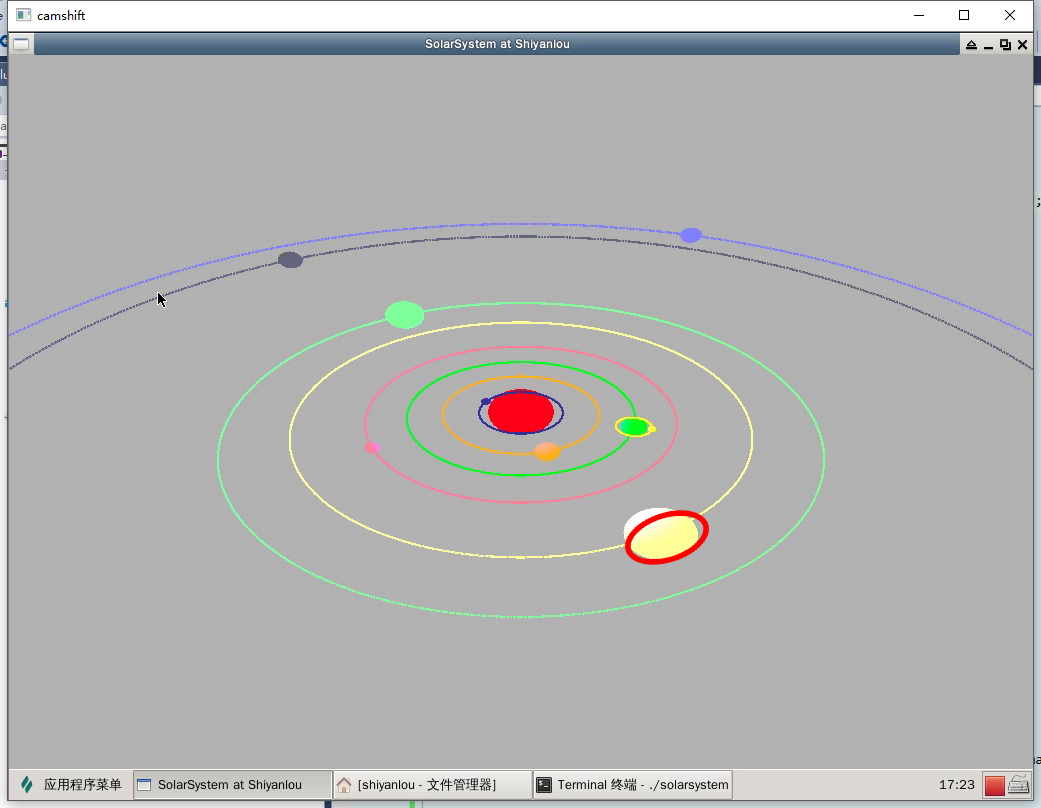 camshift
SolarSystem at Shiyanlou
应用程序菜单
SolarSystem at Shiyanlou
[shiyanlou - 文件管理器]
Terminal 终端 - ./solarsystem
17:23